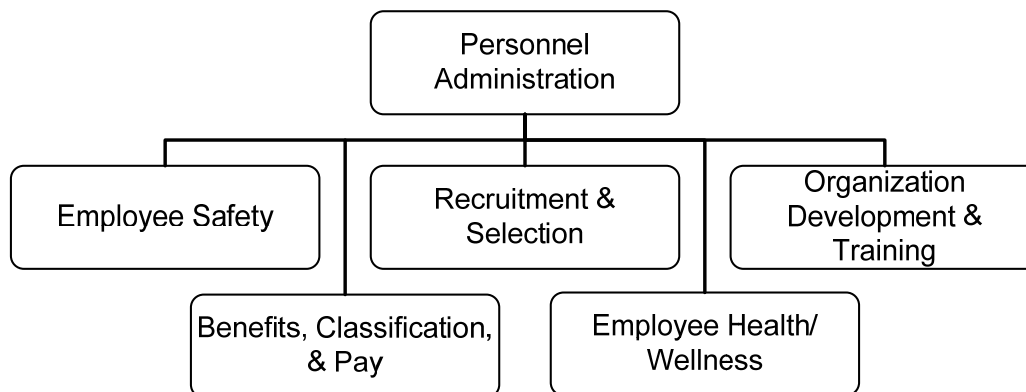 Personnel
Administration
Employee Safety
Recruitment &
Selection
Organization
Development &
Training
Benefits, Classification,
& Pay
Employee Health/
Wellness